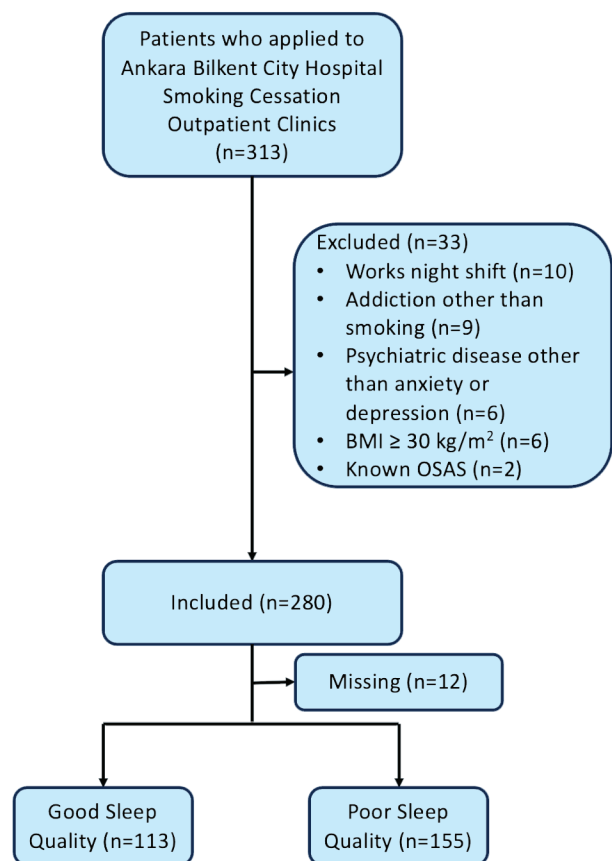 Patients who applied to
Ankara Bilkent City Hospital
Smoking Cessation
Outpatient Clinics
(n=313)
Excluded (n=33)
• Works night shift (n=10)
• Addiction other than
smoking (n=9)
• Psychiatric disease other
than anxiety or
depression (n=6)
• BMI ≥ 30 kg/m² (n=6)
• Known OSAS (n=2)
Included (n=280)
Missing (n=12)
Good Sleep
Quality (n=113)
Poor Sleep
Quality (n=155)